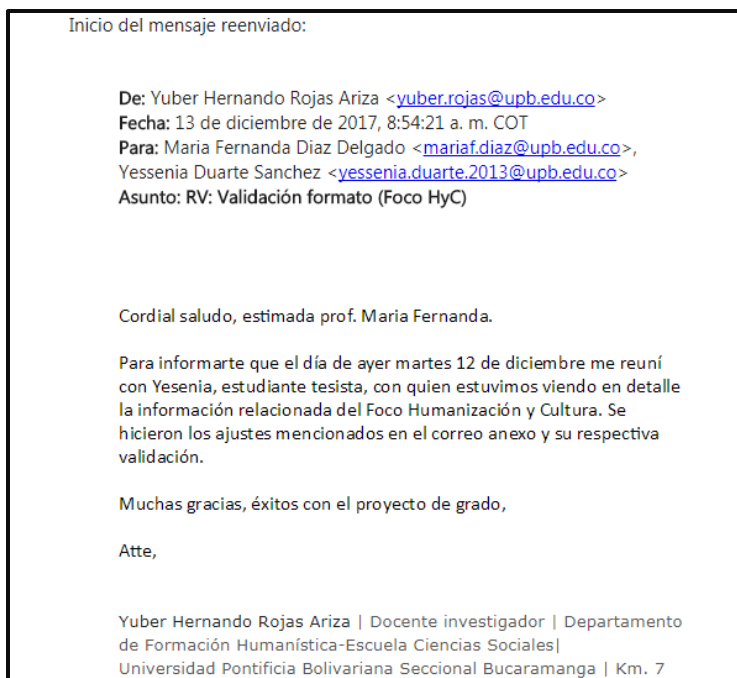 Inicio del mensaje reenviado:
De: Yuber Hernando Rojas Ariza <yuber.rojas@upb.edu.co>
Fecha: 13 de diciembre de 2017, 8:54:21 a. m. COT
Para: Maria Fernanda Diaz Delgado <mariaf.diaz@upb.edu.co>,
Yessenia Duarte Sanchez <yessenia.duarte.2013@upb.edu.co>
Asunto: RV: Validación formato (Foco HyC)
Cordial saludo, estimada prof. Maria Fernanda.
Para informarte que el día de ayer martes 12 de diciembre me reuní
con Yesenia, estudiante tesista, con quien estuvimos viendo en detalle
la información relacionada del Foco Humanización y Cultura. Se
hicieron los ajustes mencionados en el correo anexo y su respectiva
validación.
Muchas gracias, éxitos con el proyecto de grado,
Atte,
Yuber Hernando Rojas Ariza | Docente investigador | Departamento
de Formación Humanística-Escuela Ciencias Sociales|
Universidad Pontificia Bolivariana Seccional Bucaramanga | Km. 7